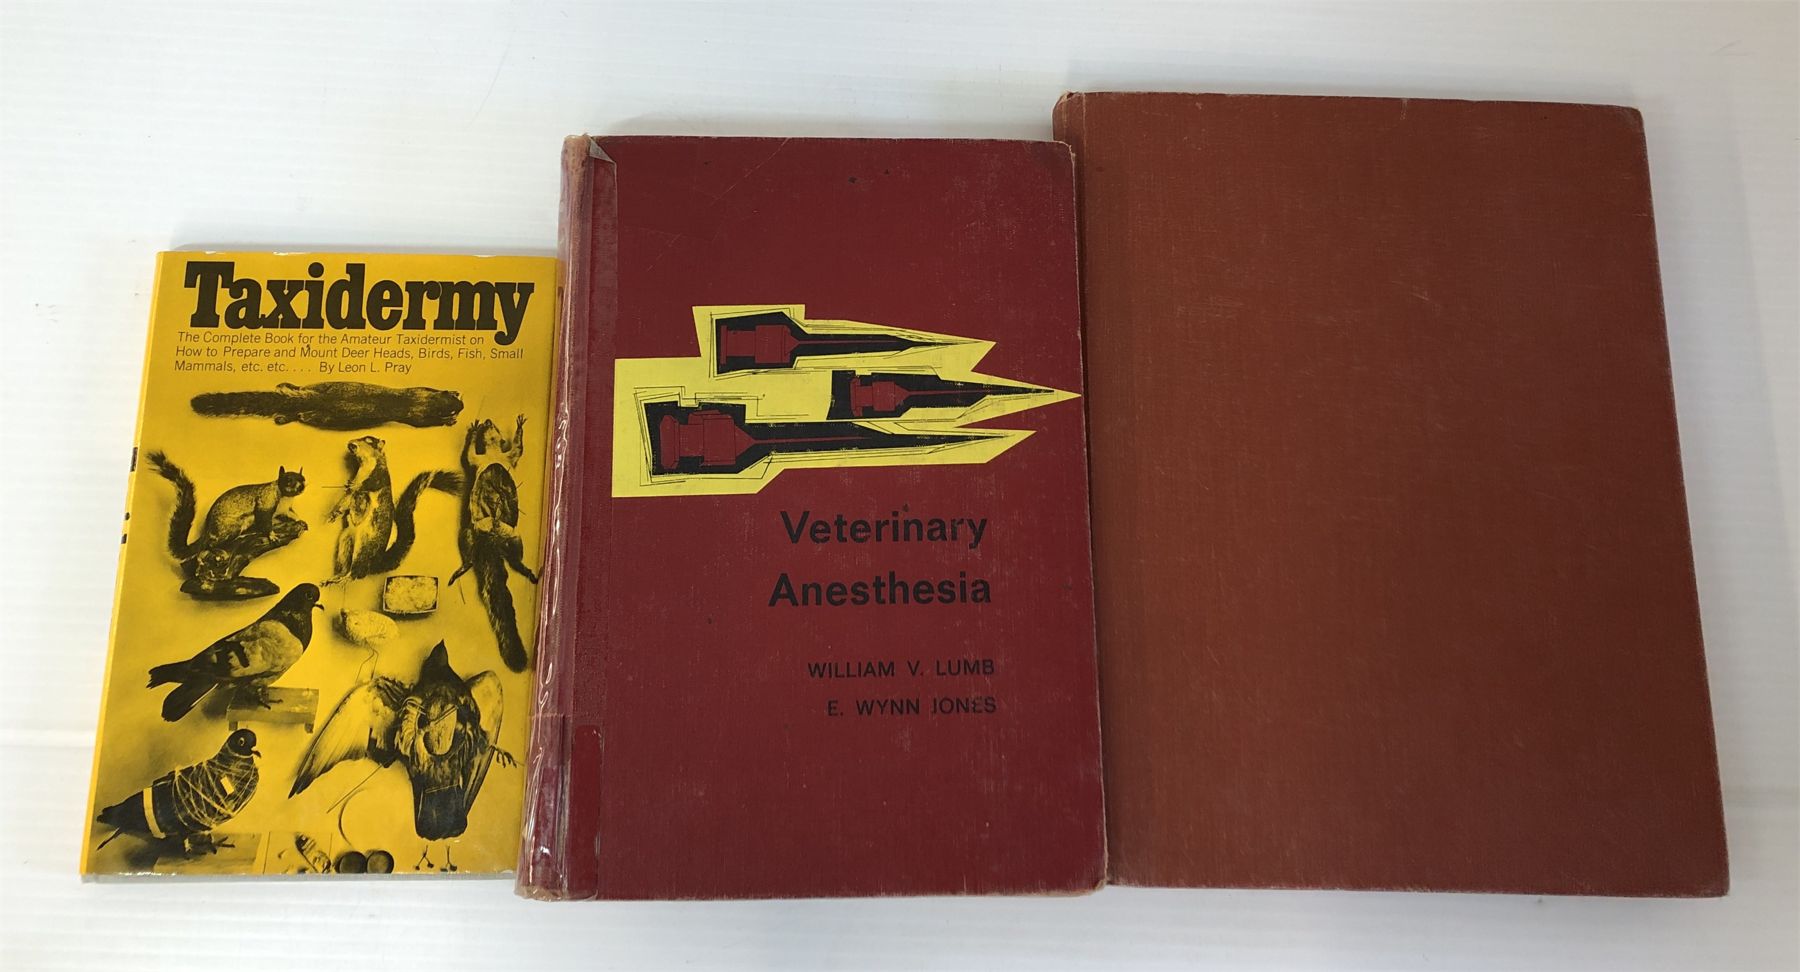 Taxidermy
The Complete Book for the Amateur Taxidermist on
How to Prepare and Mount Deer Heads, Birds, Fish, Small
Mammals, etc. etc.... By Leon L. Pray
Veterinary
Anesthesia
WILLIAM V. LUMB
E. WYNN JONES